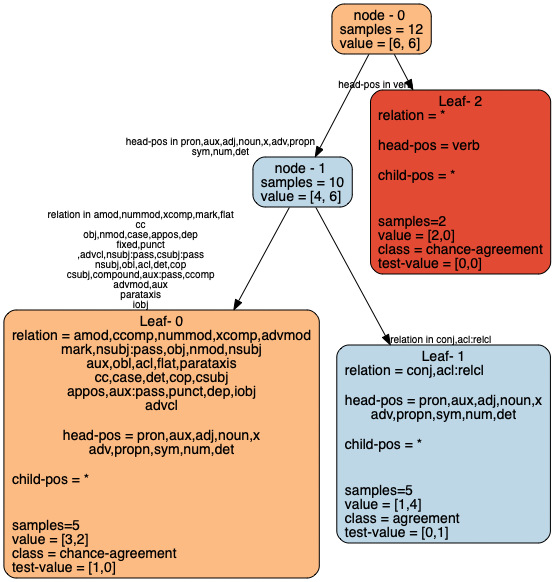 node - 0
samples = 12
value = [6, 6]
head-pos in verb
Leaf- 2
relation = *
head-pos = verb
child-pos = *
samples=2
value = [2,0]
class = chance-agreement
test-value = [0,0]
head-pos in pron,aux,adj,noun,x,adv,propn
sym,num,det
node - 1
samples = 10
value = [4, 6]
relation in amod,nummod,xcomp,mark,flat
cc
obj,nmod,case,appos,dep
fixed,punct
,advcl,nsubj:pass,csubj:pass
nsubj,obl,acl,det,cop
csubj,compound,aux:pass,ccomp
advmod,aux
parataxis
iobj
Leaf- 0
relation = amod,ccomp,nummod,xcomp,advmod
mark,nsubj:pass,obj,nmod,nsubj
aux,obl,acl,flat,parataxis
cc,case,det,cop,csubj
appos,aux:pass,punct,dep,iobj
advcl
head-pos = pron,aux,adj,noun,x
adv,propn,sym,num,det
child-pos = *
samples=5
value = [3,2]
class = chance-agreement
test-value = [1,0]
relation in conj,acl:relcl
Leaf- 1
relation = conj,acl:relcl
head-pos = pron,aux,adj,noun,x
adv,propn,sym,num,det
child-pos = *
samples=5
value = [1,4]
class = agreement
test-value = [0,1]